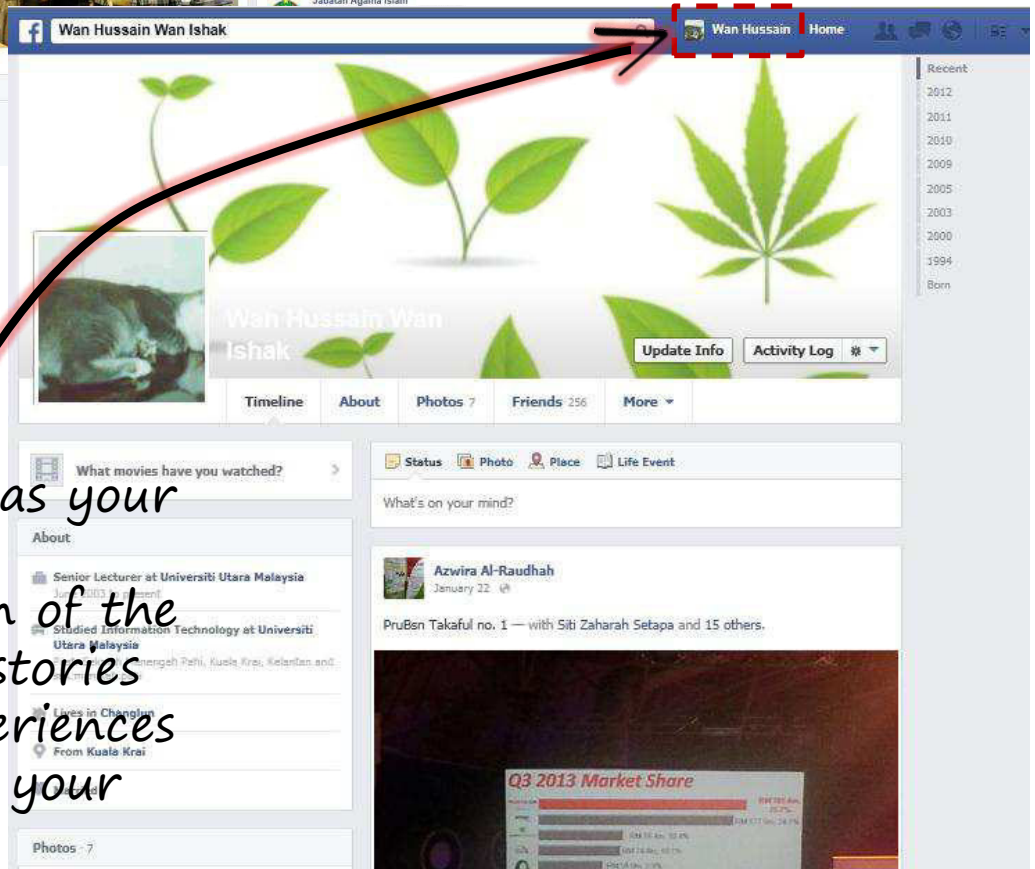 Jabatan Agama Islam
f Wan Hussain Wan Ishak
Wan Hussain Home
Recent
2012
2011
2010
2009
2005
2003
2000
1994
Born
Wan Hussain Wan
Ishak
Update Info
Activity Log
Timeline About Photos 7 Friends 256 More
What movies have you watched?
Status Photo Place Life Event
What's on your mind?
as your
of the
stories
your
About
Senior Lecturer at Universiti Utara Malaysia
Studied Information Technology at Universiti
Utara Malaysia
Lives in Changlun
From Kuala Krai
Photos · 7
Azwira Al-Raudhah
January 22
PruBsn Takaful no. 1 — with Siti Zaharah Setapa and 15 others.
Q3 2013 Market Share